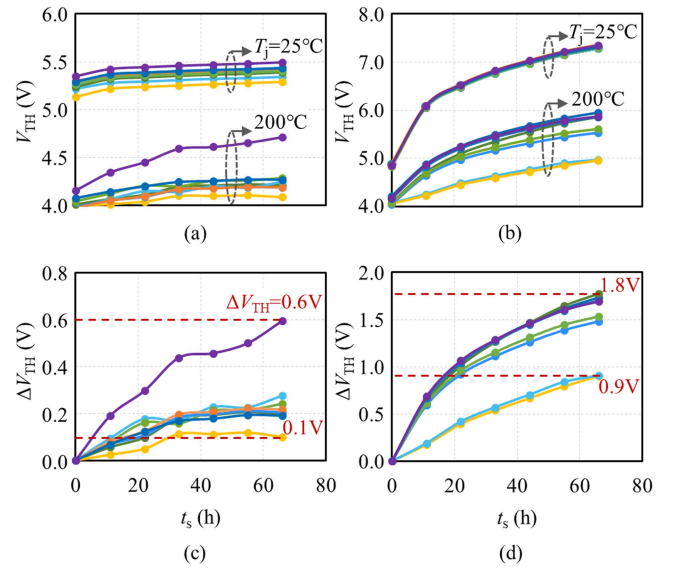 6.0
5.5
5.0
4.5
4.0
V_TH (V)
T_j=25℃
200℃
(a)
8.0
7.0
6.0
5.0
4.0
V_TH (V)
T_j=25℃
200℃
(b)
0.8
0.6
0.4
0.2
0.0
ΔV_TH (V)
ΔV_TH=0.6V
0.1V
0 20 40 60 80
t_s (h)
(c)
2.0
1.5
1.0
0.5
0.0
ΔV_TH (V)
1.8V
0.9V
0 20 40 60 80
t_s (h)
(d)